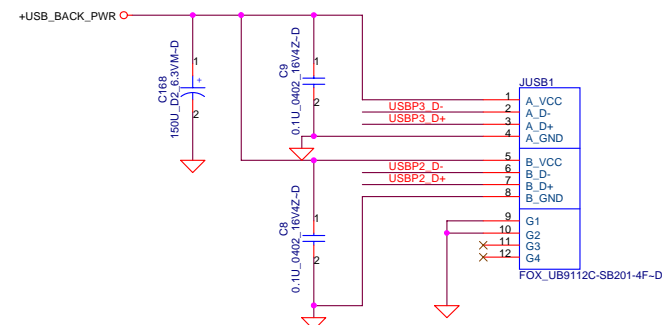 +USB_BACK_PWR
1
C168
150U_D2_6.3VM~D
+
2
1
C9
0.1U_0402_16V4Z~D
2
JUSB1
1 A_VCC
USBP3_D- 2 A_D-
USBP3_D+ 3 A_D+
4 A_GND
5 B_VCC
USBP2_D- 6 B_D-
USBP2_D+ 7 B_D+
8 B_GND
1
C8
0.1U_0402_16V4Z~D
2
9 G1
10 G2
11 G3
12 G4
FOX_UB9112C-SB201-4F~D